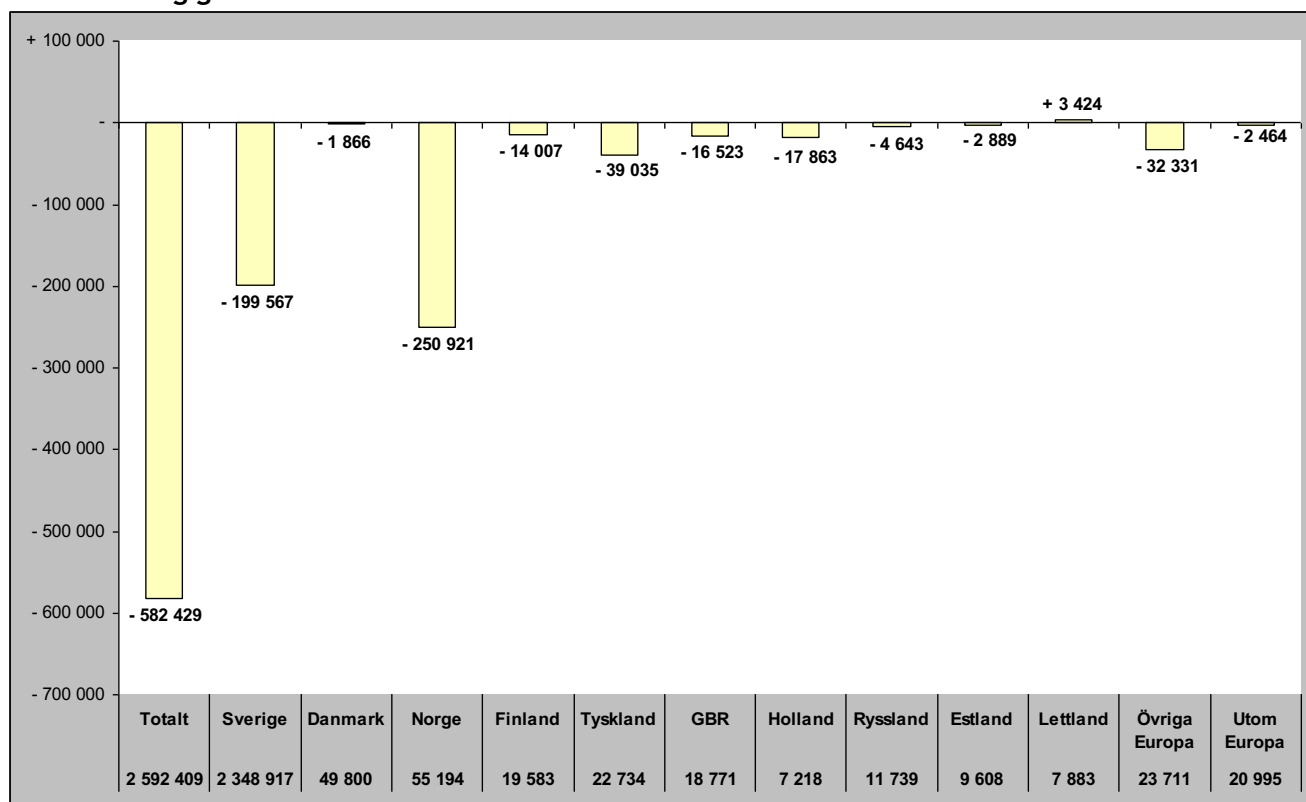 + 100 000
-
- 100 000
- 200 000
- 300 000
- 400 000
- 500 000
- 600 000
- 700 000
- 582 429
- 199 567
- 1 866
- 250 921
- 14 007
- 39 035
- 16 523
- 17 863
- 4 643
- 2 889
+ 3 424
- 32 331
- 2 464
Totalt Sverige Danmark Norge Finland Tyskland GBR Holland Ryssland Estland Lettland Övriga Utom
Europa Europa
2 592 409 2 348 917 49 800 55 194 19 583 22 734 18 771 7 218 11 739 9 608 7 883 23 711 20 995